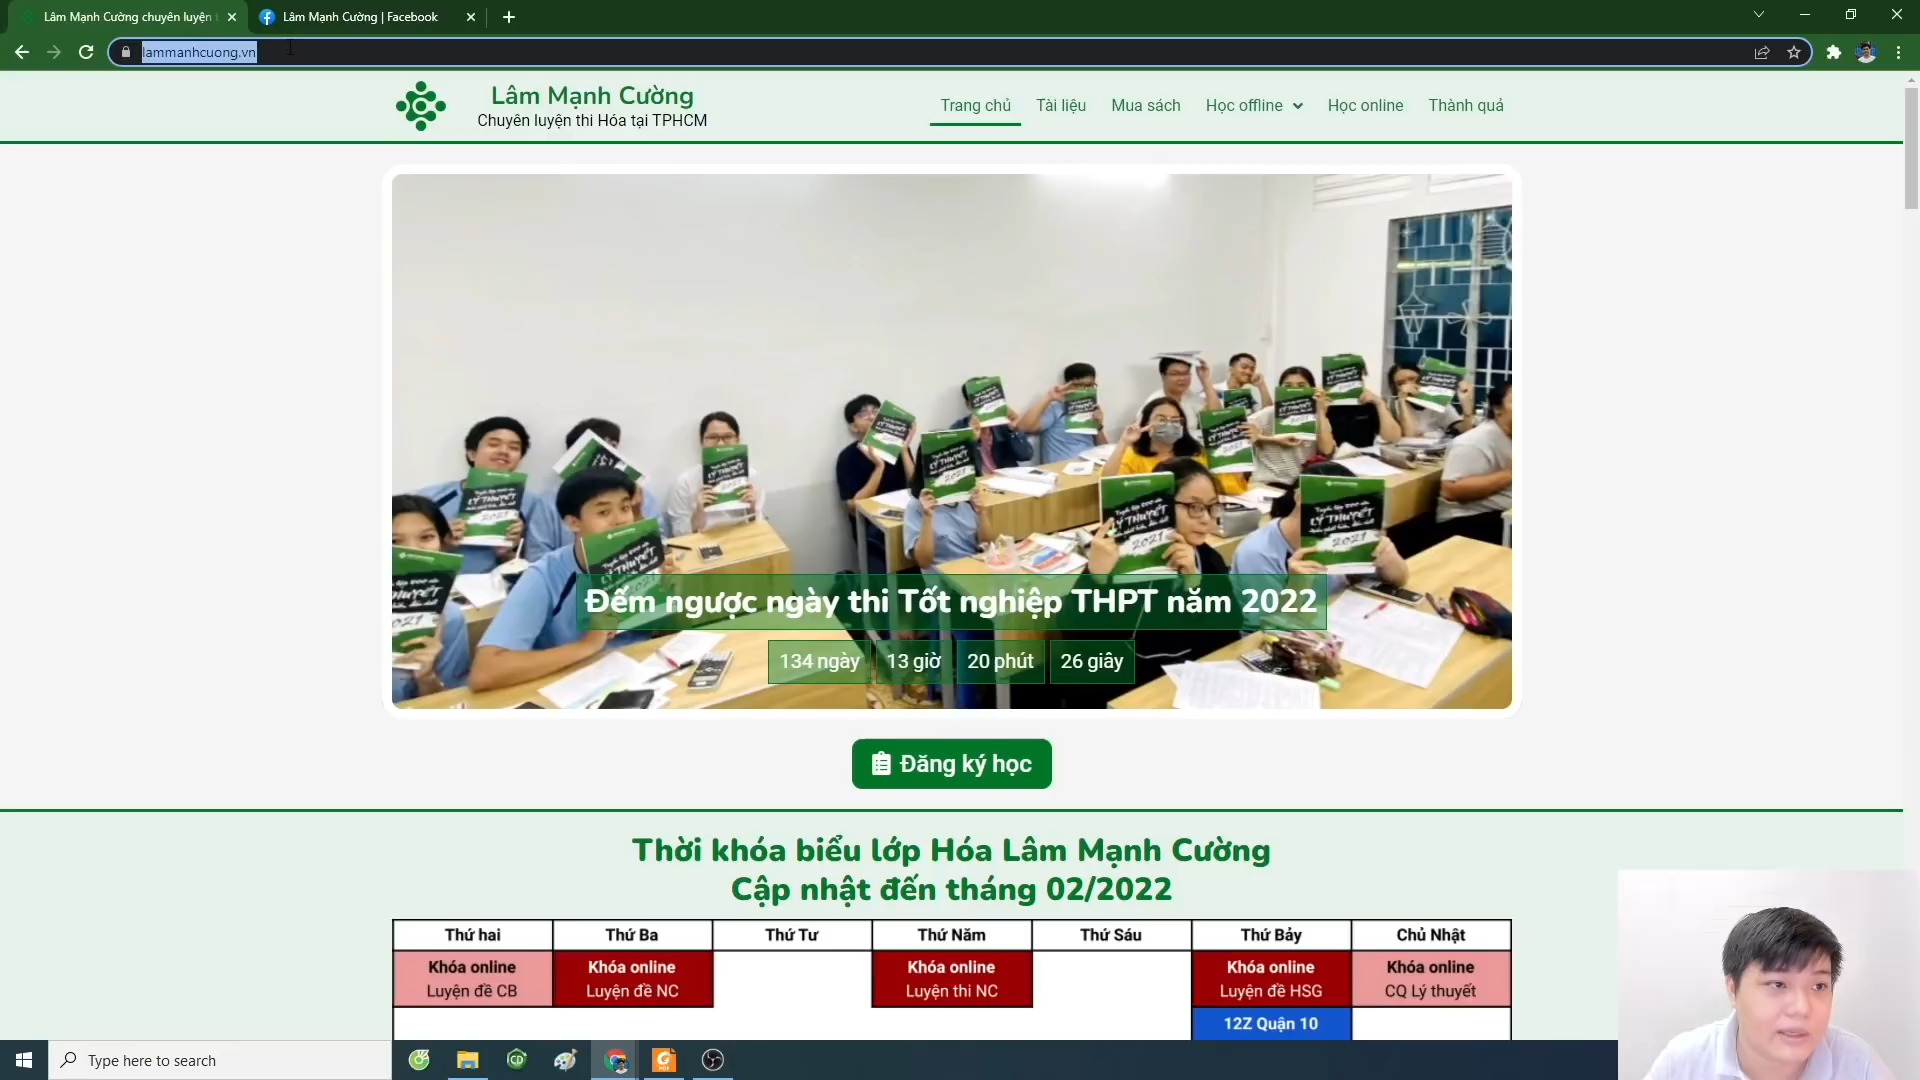 Lâm Mạnh Cường chuyên luyện t
Lâm Mạnh Cường | Facebook
lammanhcuong.vn
Lâm Mạnh Cường
Chuyên luyện thi Hóa tại TPHCM
Trang chủ
Tài liệu
Mua sách
Học offline
Học online
Thành quả
LÝ THUYẾT
2021
Đếm ngược ngày thi Tốt nghiệp THPT năm 2022
134 ngày
13 giờ
20 phút
26 giây
Đăng ký học
Thời khóa biểu lớp Hóa Lâm Mạnh Cường
Cập nhật đến tháng 02/2022
Thứ hai
Thứ Ba
Thứ Tư
Thứ Năm
Thứ Sáu
Thứ Bảy
Chủ Nhật
Khóa online
Luyện đề CB
Khóa online
Luyện đề NC
Khóa online
Luyện thi NC
Khóa online
Luyện đề HSG
Khóa online
CQ Lý thuyết
12Z Quận 10
Type here to search